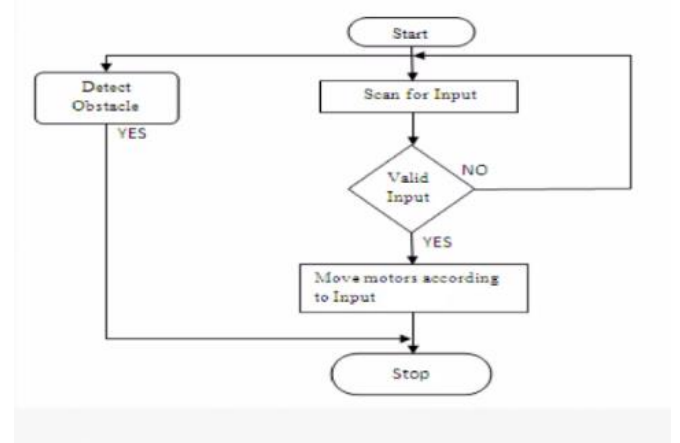 Start
Detect
Obstacle
YES
Scan for Input
Valid
Input
NO
YES
Move motors according
to Input
Stop